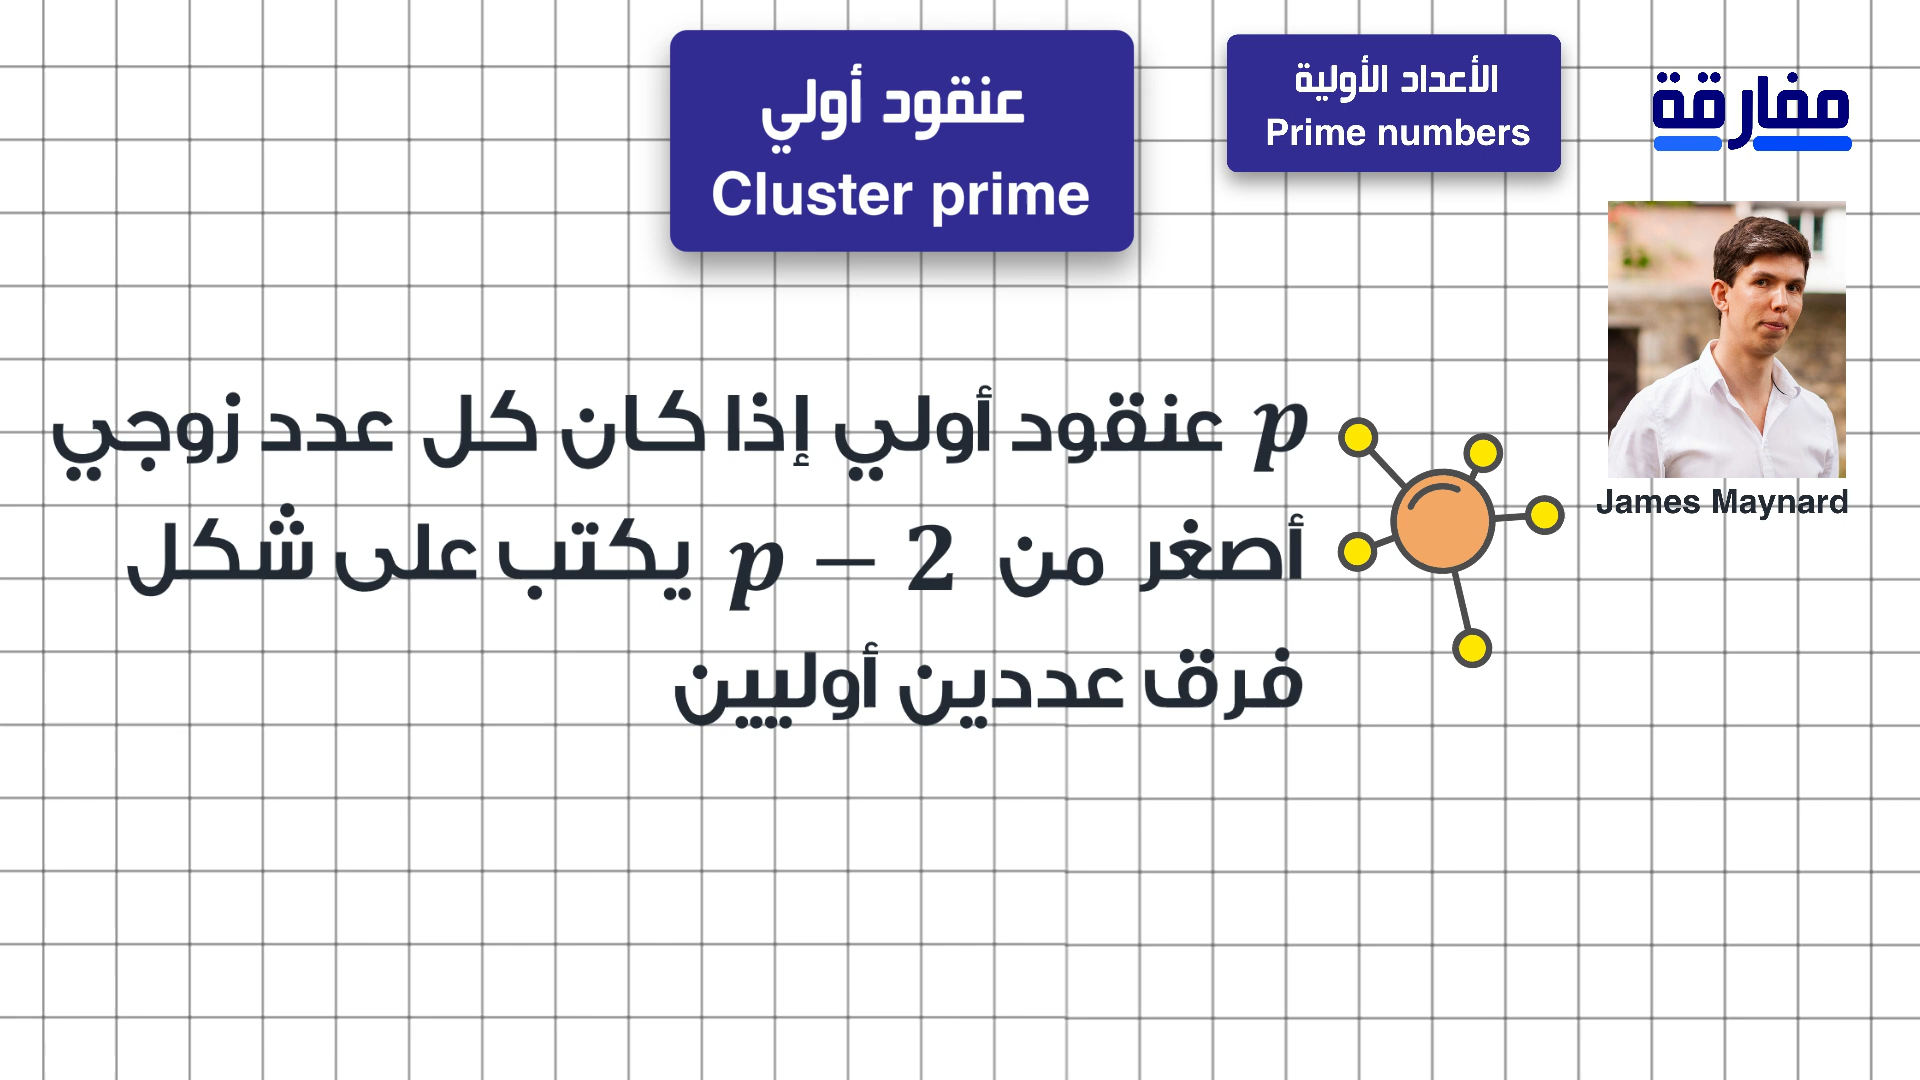 مفارقة
الأعداد الأولية
Prime numbers
عنقود أولي
Cluster prime
James Maynard
p عنقود أولي إذا كان كل عدد زوجي
أصغر من p − 2 يكتب على شكل
فرق عددين أوليين